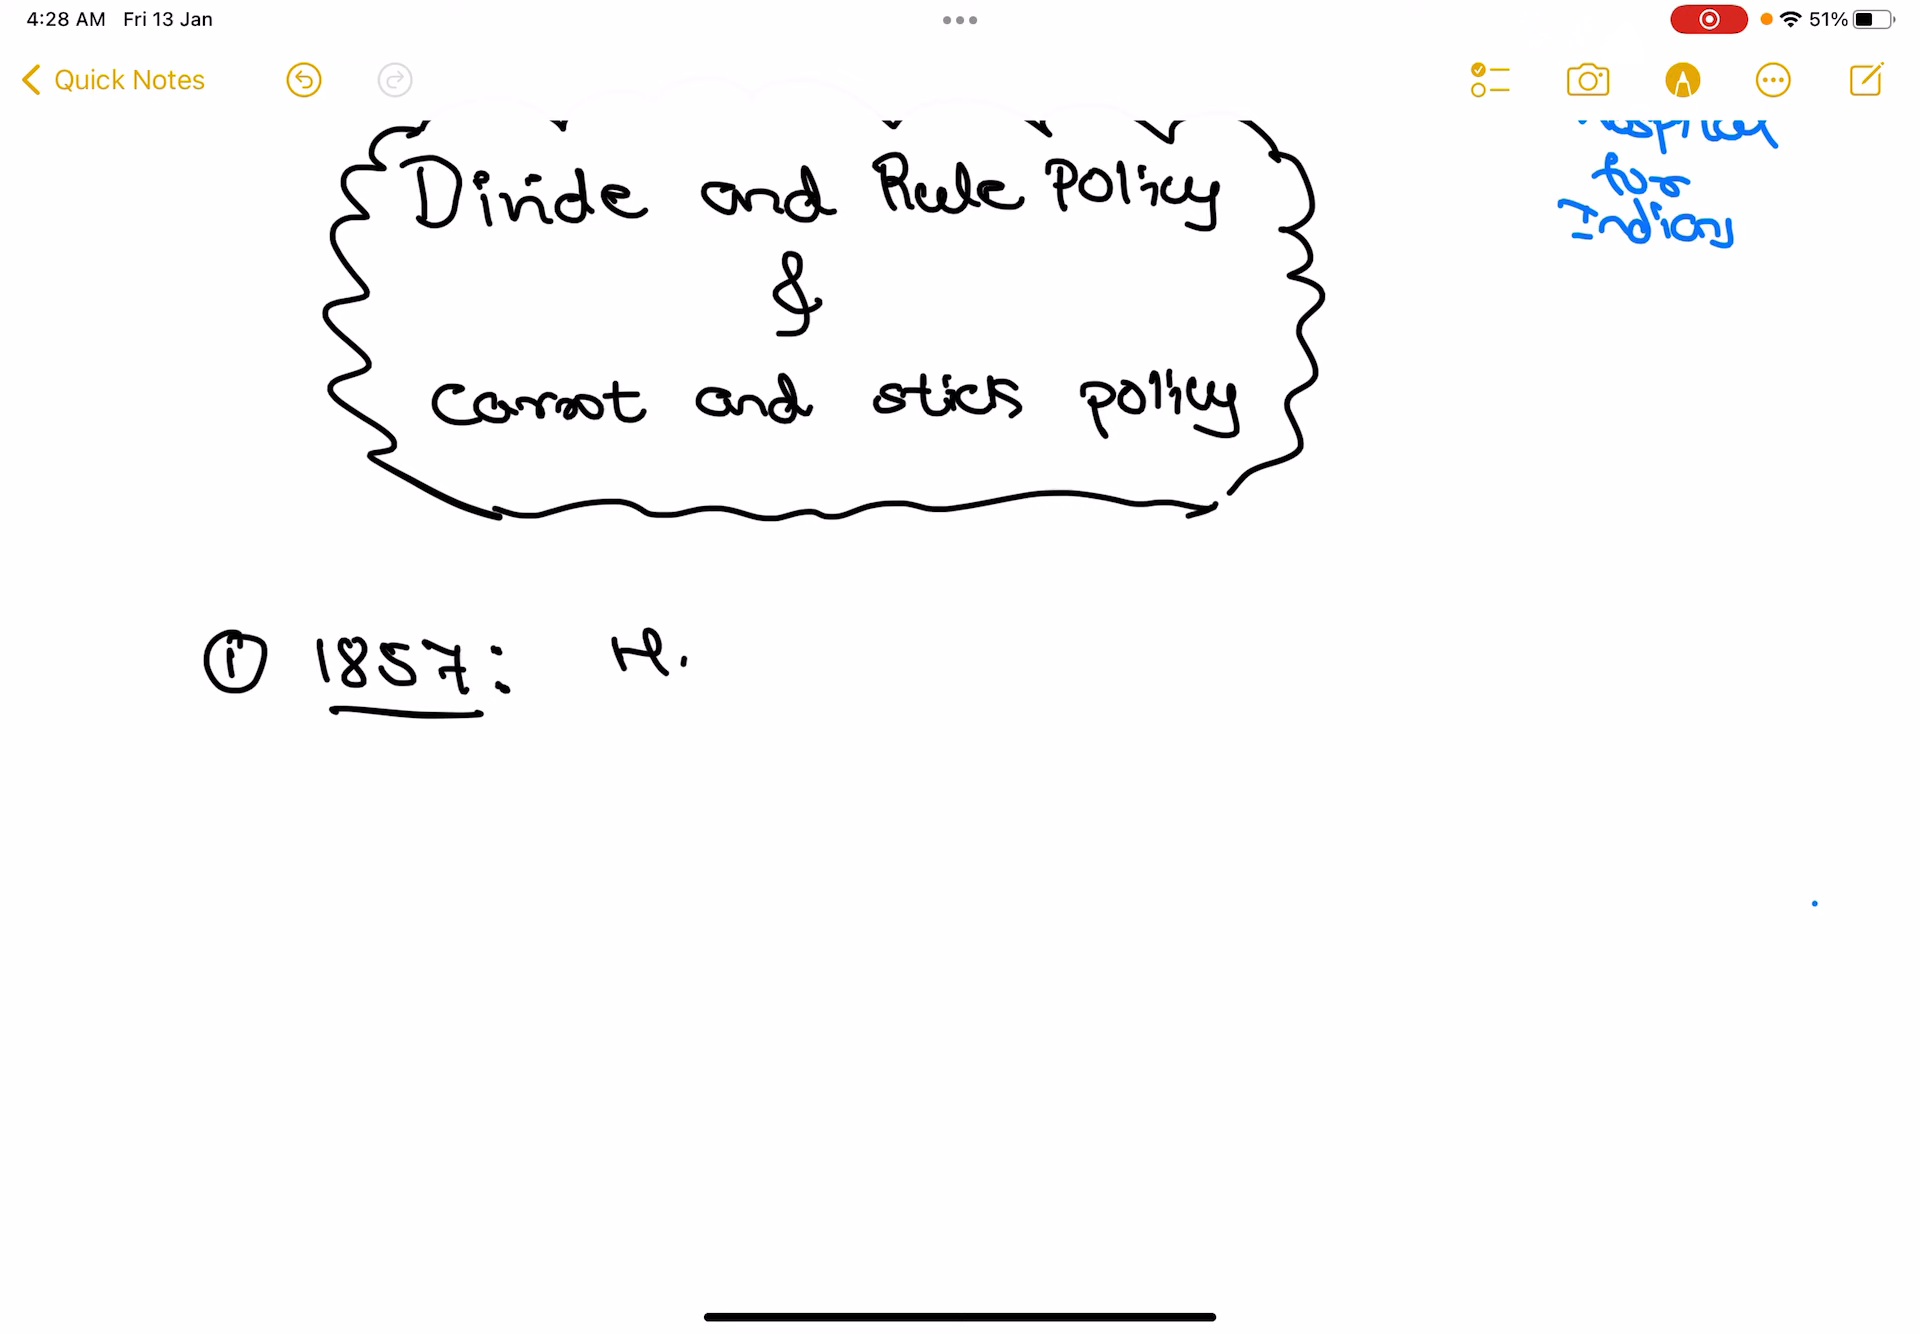 4:28 AM Fri 13 Jan
51%
Quick Notes
Hospital
for
Indians
Divide and Rule Policy
&
Carrot and stick policy
(i) 1857: H.